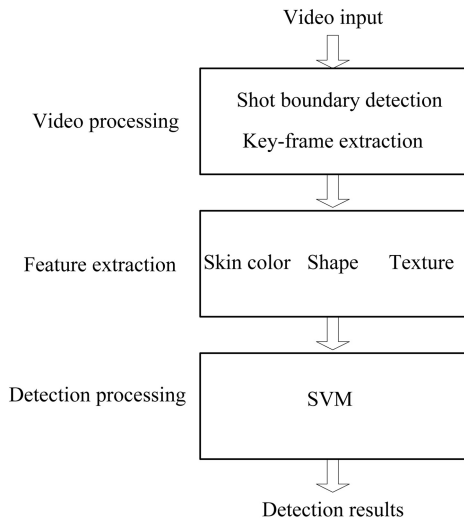 Video input
Shot boundary detection
Video processing
Key-frame extraction
Feature extraction
Skin color Shape Texture
Detection processing
SVM
Detection results